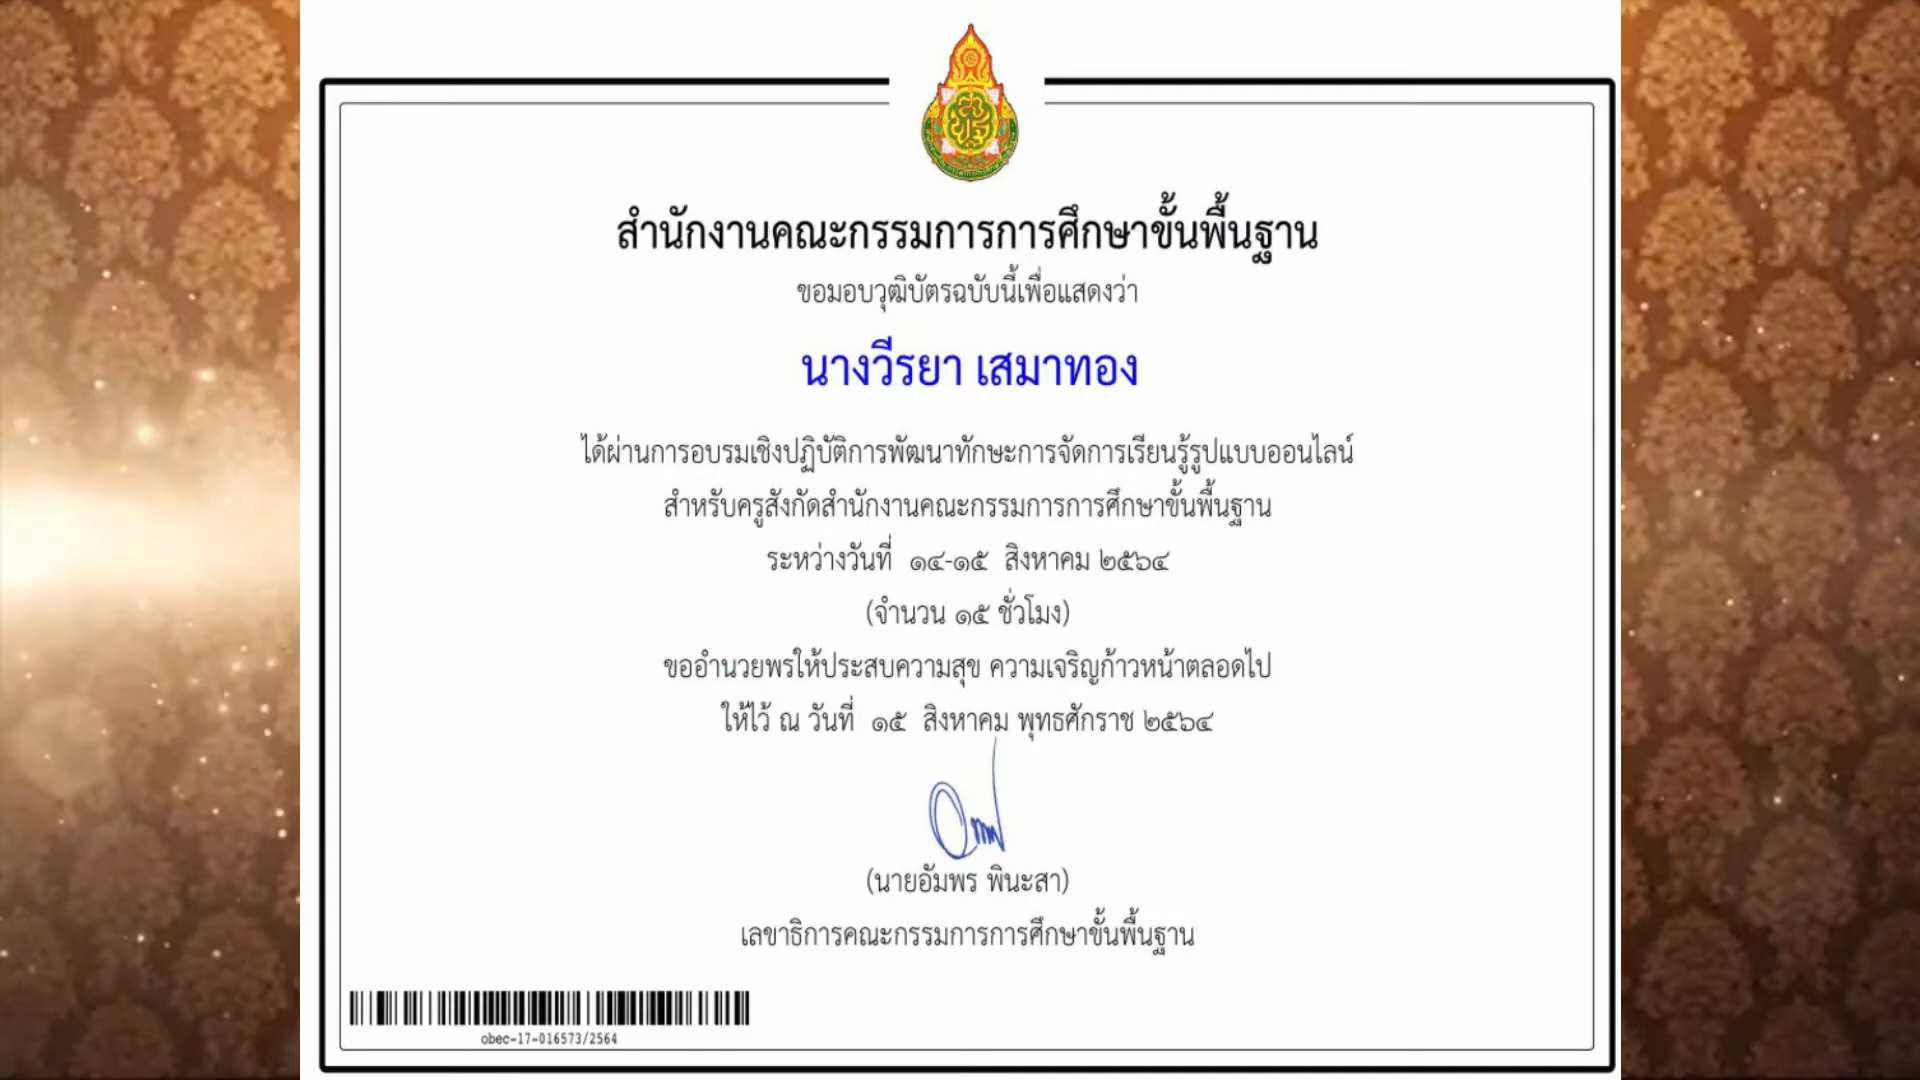 สำนักงานคณะกรรมการการศึกษาขั้นพื้นฐาน
ขอมอบวุฒิบัตรฉบับนี้เพื่อแสดงว่า
นางวีรยา เสมาทอง
ได้ผ่านการอบรมเชิงปฏิบัติการพัฒนาทักษะการจัดการเรียนรู้รูปแบบออนไลน์
สำหรับครูสังกัดสำนักงานคณะกรรมการการศึกษาขั้นพื้นฐาน
ระหว่างวันที่ ๑๔-๑๕ สิงหาคม ๒๕๖๔
(จำนวน ๑๕ ชั่วโมง)
ขออำนวยพรให้ประสบความสุข ความเจริญก้าวหน้าตลอดไป
ให้ไว้ ณ วันที่ ๑๕ สิงหาคม พุทธศักราช ๒๕๖๔
(นายอัมพร พินะสา)
เลขาธิการคณะกรรมการการศึกษาขั้นพื้นฐาน
obec-17-016573/2564